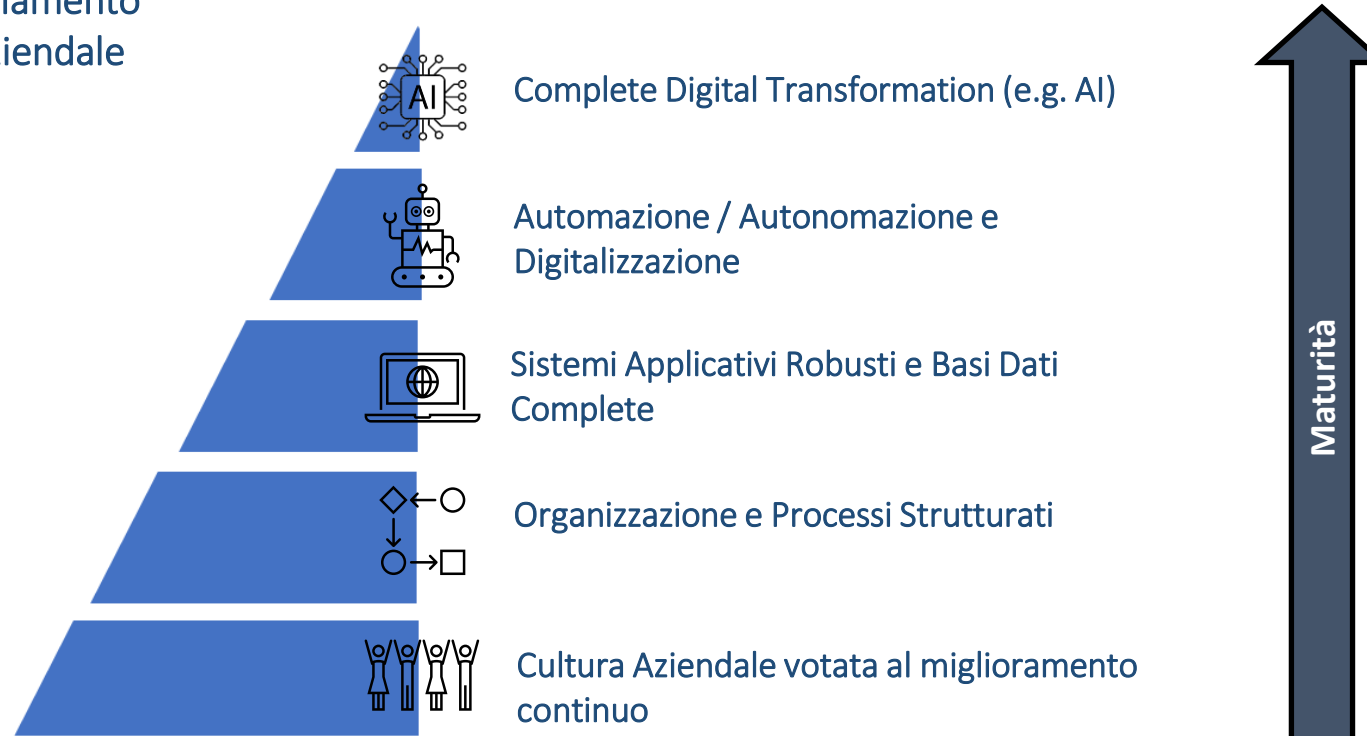 aziendale
AI
Complete Digital Transformation (e.g. AI)
Automazione / Autonomazione e
Digitalizzazione
Sistemi Applicativi Robusti e Basi Dati
Complete
Maturità
Organizzazione e Processi Strutturati
Cultura Aziendale votata al miglioramento
continuo